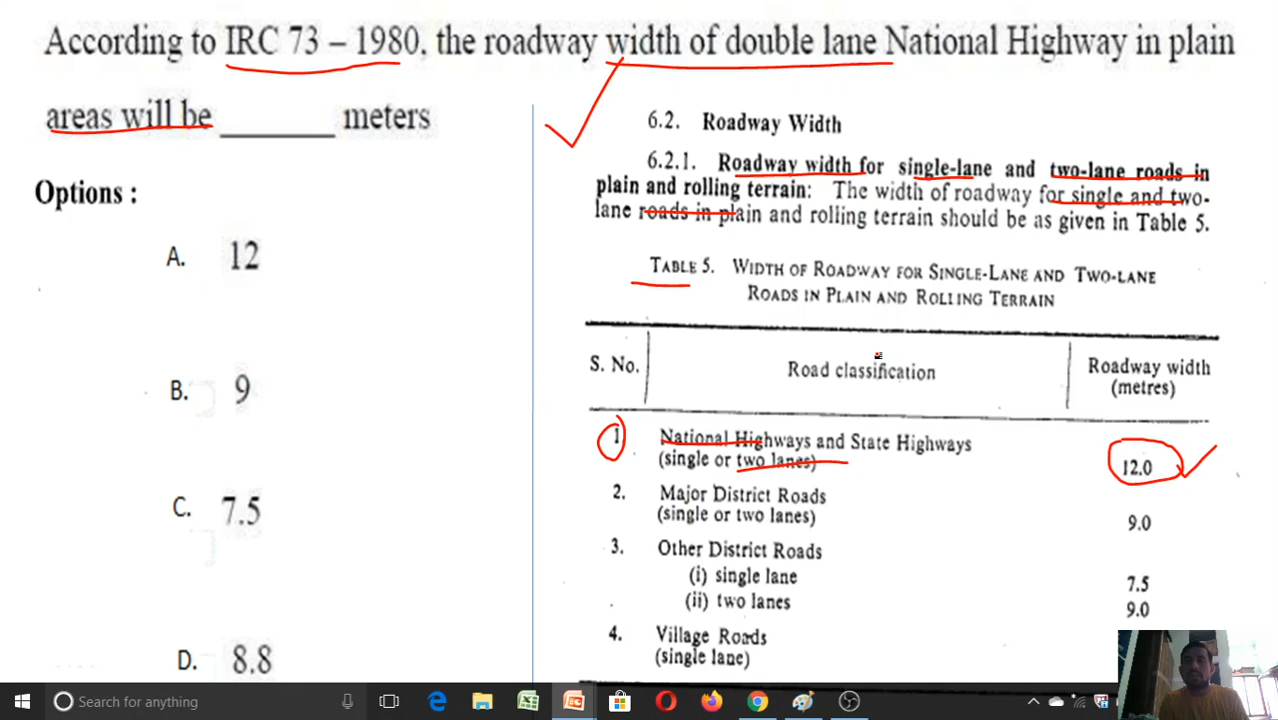 According to IRC 73 – 1980, the roadway width of double lane National Highway in plain
areas will be ________ meters
Options :
A. 12
B. 9
C. 7.5
D. 8.8
6.2. Roadway Width
6.2.1. Roadway width for single-lane and two-lane roads in
plain and rolling terrain: The width of roadway for single and two-
lane roads in plain and rolling terrain should be as given in Table 5.
TABLE 5. WIDTH OF ROADWAY FOR SINGLE-LANE AND TWO-LANE
ROADS IN PLAIN AND ROLLING TERRAIN
S. No. Road classification Roadway width
(metres)
1 National Highways and State Highways
(single or two lanes) 12.0
2. Major District Roads
(single or two lanes) 9.0
3. Other District Roads
(i) single lane 7.5
(ii) two lanes 9.0
4. Village Roads
(single lane)
Search for anything